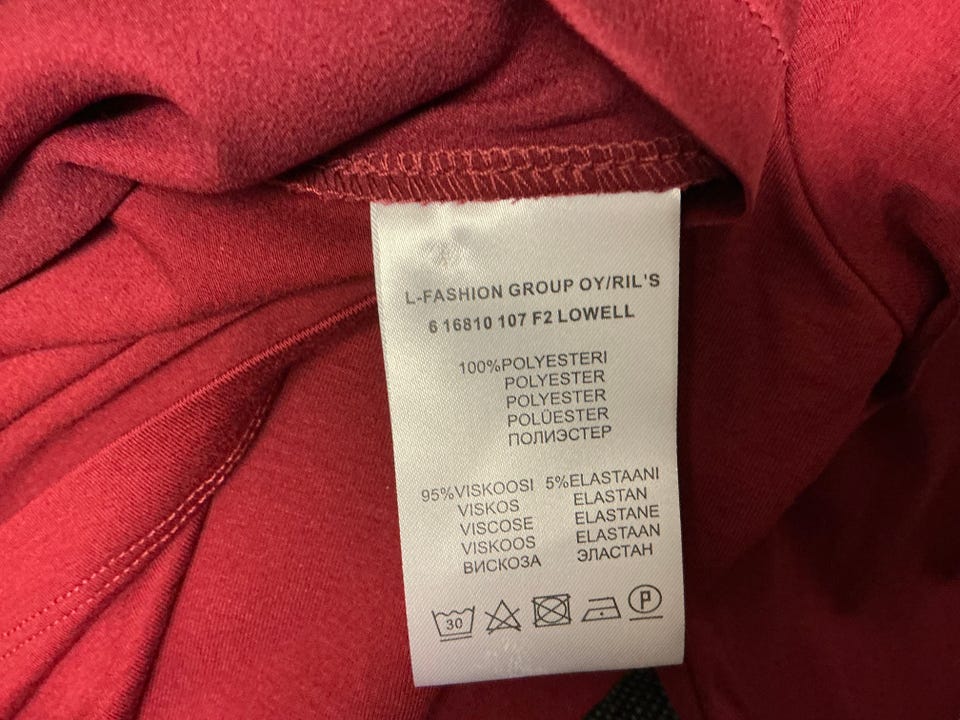 L-FASHION GROUP OY/RIL'S
6 16810 107 F2 LOWELL
100%POLYESTERI
POLYESTER
POLYESTER
POLÜESTER
ПОЛИЭСТЕР
95%VISKOOSI 5%ELASTAANI
VISKOS ELASTAN
VISCOSE ELASTANE
VISKOOS ELASTAAN
ВИСКОЗА ЭЛАСТАН
30 P